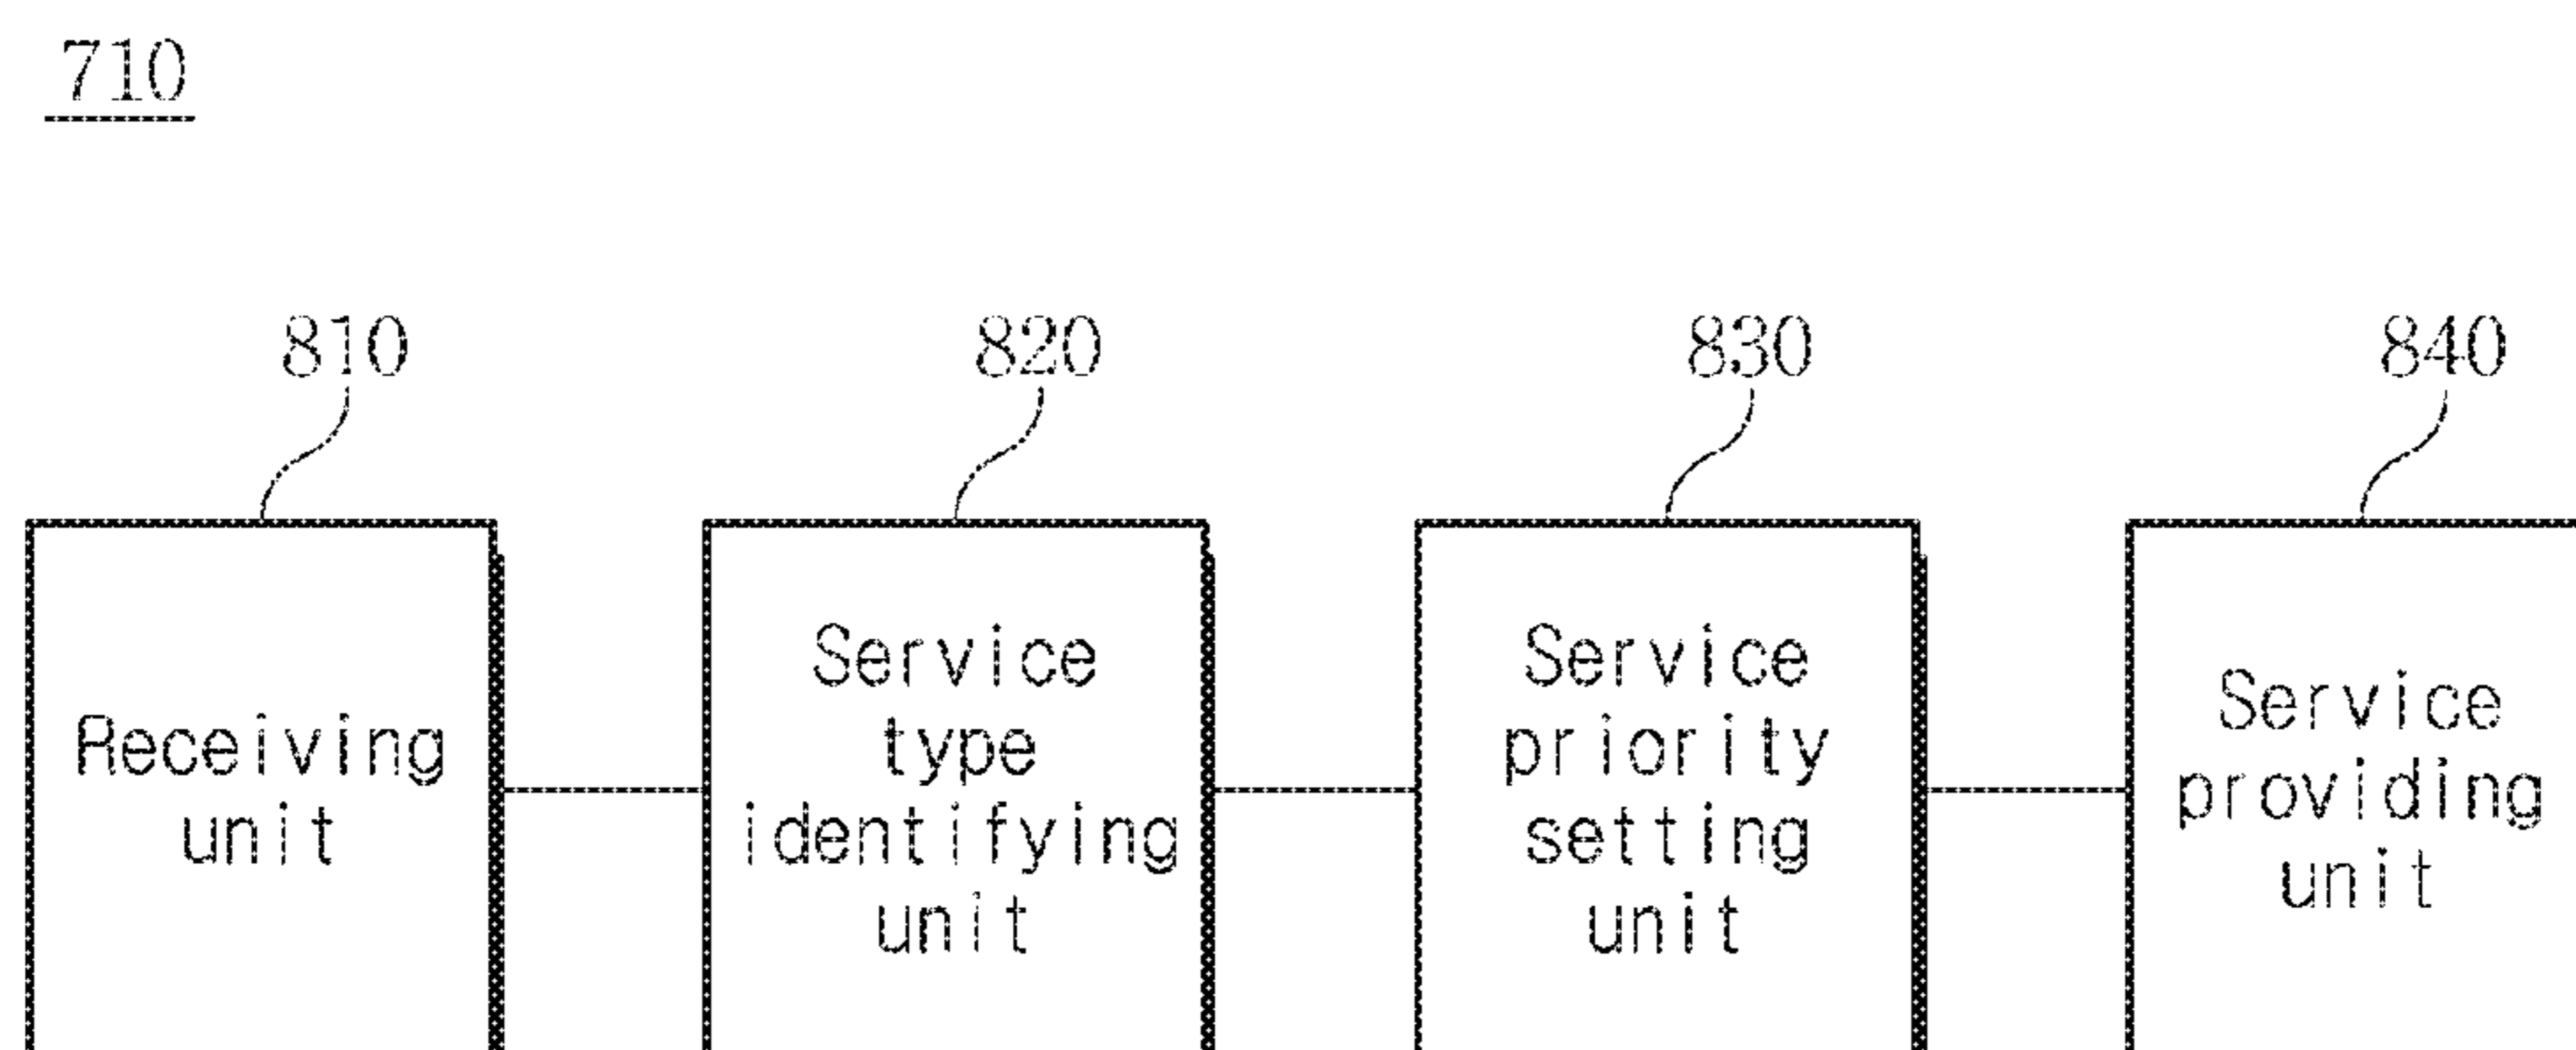 710
810
820
830
840
Receiving
unit
Service
type
identifying
unit
Service
priority
setting
unit
Service
providing
unit